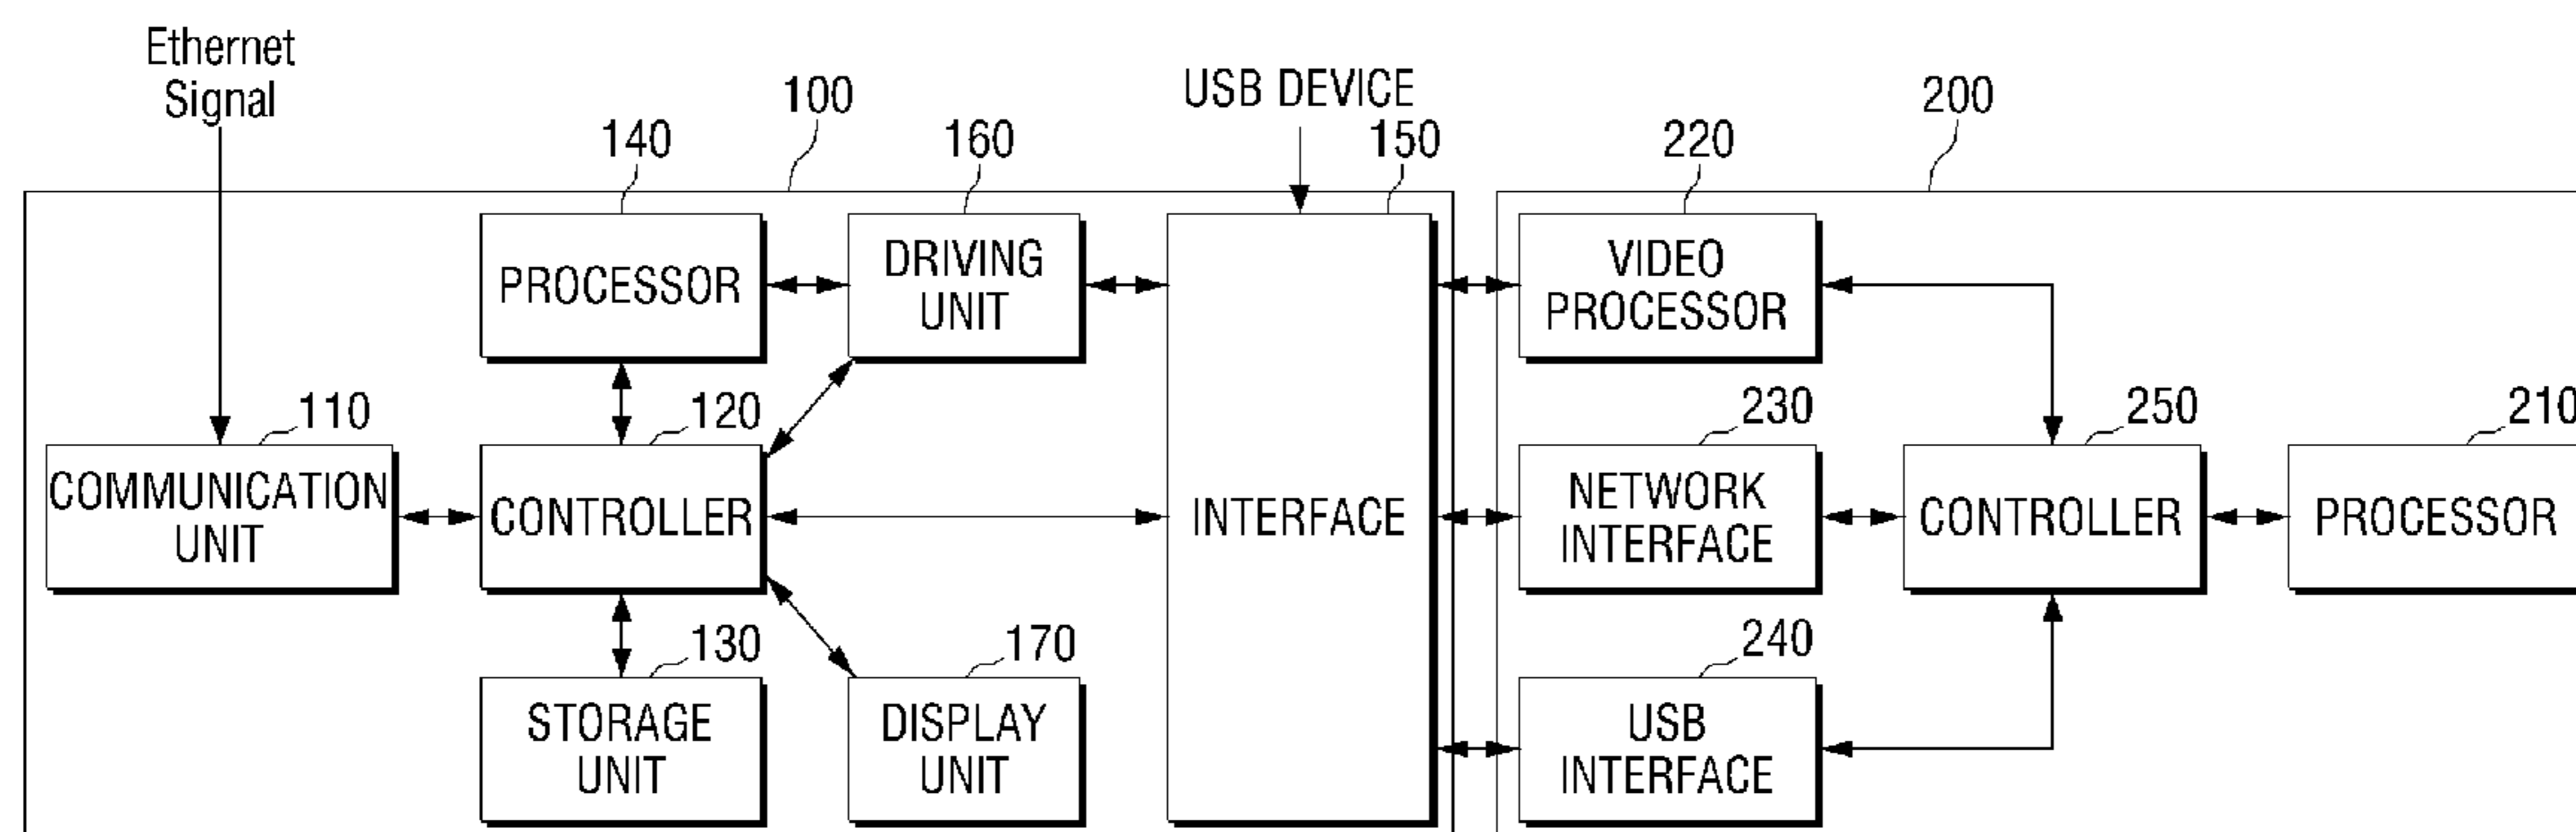 Ethernet
Signal
100
USB DEVICE
200
140
160
150
220
PROCESSOR
DRIVING
UNIT
VIDEO
PROCESSOR
110
120
230
250
210
COMMUNICATION
UNIT
CONTROLLER
INTERFACE
NETWORK
INTERFACE
CONTROLLER
PROCESSOR
130
170
240
STORAGE
UNIT
DISPLAY
UNIT
USB
INTERFACE